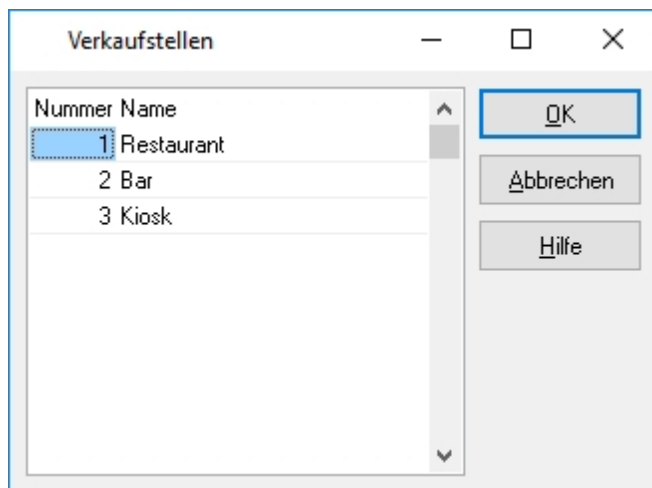 Verkaufstellen
Nummer Name
1 Restaurant
2 Bar
3 Kiosk
OK
Abbrechen
Hilfe